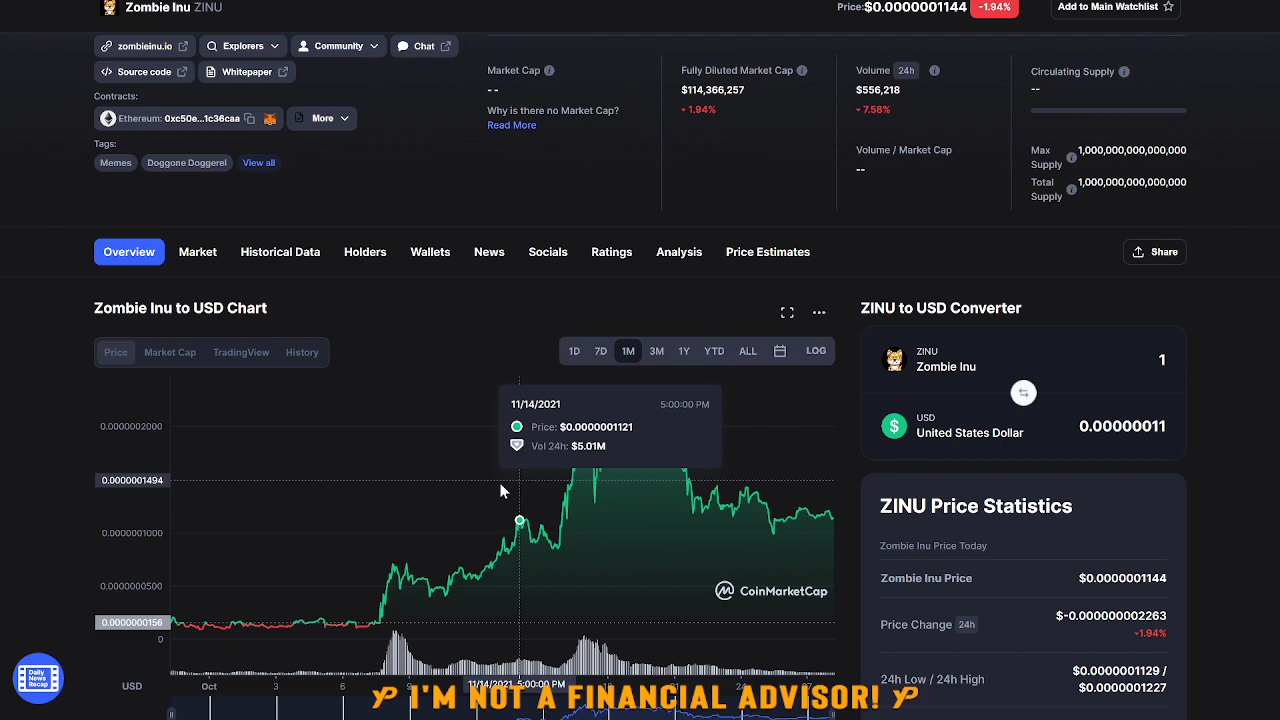 Zombie Inu ZINU
Price:$0.0000001144
-1.94%
Add to Main Watchlist
zombieinu.io
Explorers
Community
Chat
Source code
Whitepaper
Contracts:
Ethereum: 0xc50e...1c36caa
More
Tags:
Memes
Doggone Doggerel
View all
Market Cap
- -
Why is there no Market Cap?
Read More
Fully Diluted Market Cap
$114,366,257
1.94%
Volume 24h
$556,218
7.58%
Volume / Market Cap
--
Circulating Supply
--
Max Supply
1,000,000,000,000,000
Total Supply
1,000,000,000,000,000
Overview
Market
Historical Data
Holders
Wallets
News
Socials
Ratings
Analysis
Price Estimates
Share
Zombie Inu to USD Chart
Price
Market Cap
TradingView
History
1D
7D
1M
3M
1Y
YTD
ALL
LOG
11/14/2021
5:00:00 PM
Price: $0.0000001121
Vol 24h: $5.01M
0.0000002000
0.0000001494
0.0000001000
0.0000000500
0.0000000156
0
CoinMarketCap
USD
Oct
3
6
11/14/2021, 5:00:00 PM
ZINU to USD Converter
ZINU
Zombie Inu
1
USD
United States Dollar
0.00000011
ZINU Price Statistics
Zombie Inu Price Today
Zombie Inu Price
$0.0000001144
Price Change 24h
$-0.000000002263
1.94%
24h Low / 24h High
$0.0000001129 /
$0.0000001227
Daily
News
Recap
I'M NOT A FINANCIAL ADVISOR!